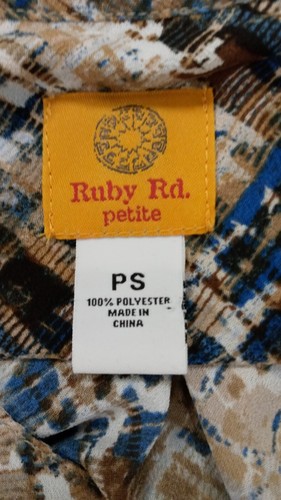 Ruby Rd.
petite
PS
100% POLYESTER
MADE IN
CHINA